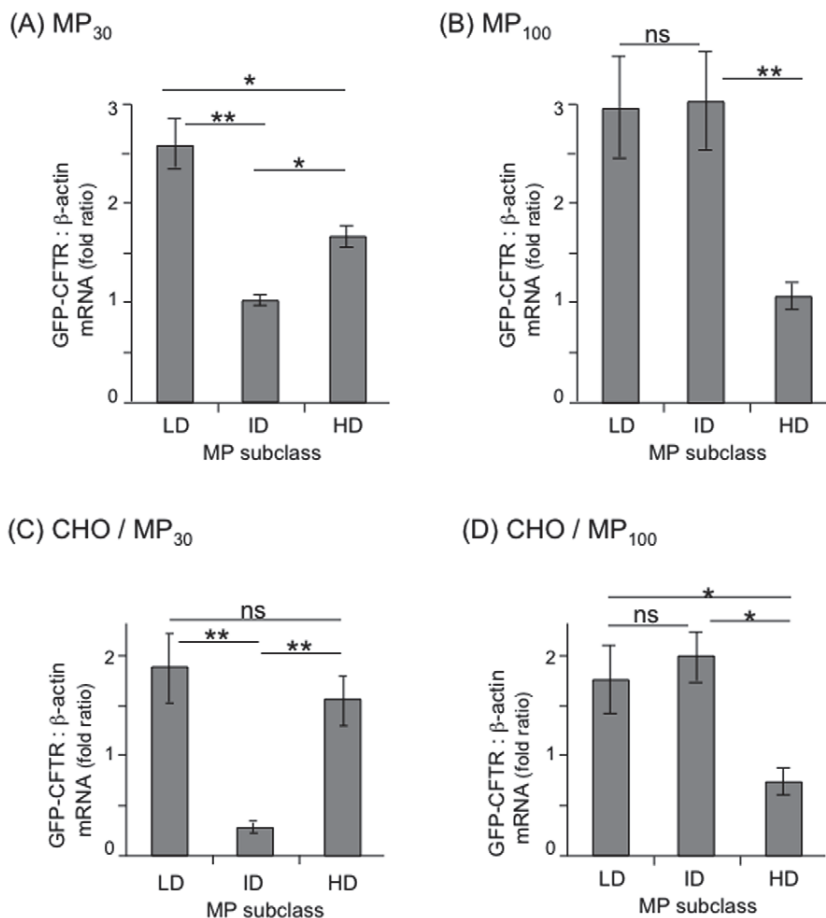 (A) MP30
*
**
*
3
2
1
0
GFP-CFTR : β-actin
mRNA (fold ratio)
LD ID HD
MP subclass
(B) MP100
ns
**
3
2
1
0
GFP-CFTR : β-actin
mRNA (fold ratio)
LD ID HD
MP subclass
(C) CHO / MP30
ns
**
**
2
1
0
GFP-CFTR : β-actin
mRNA (fold ratio)
LD ID HD
MP subclass
(D) CHO / MP100
*
ns
*
2
1
0
GFP-CFTR : β-actin
mRNA (fold ratio)
LD ID HD
MP subclass